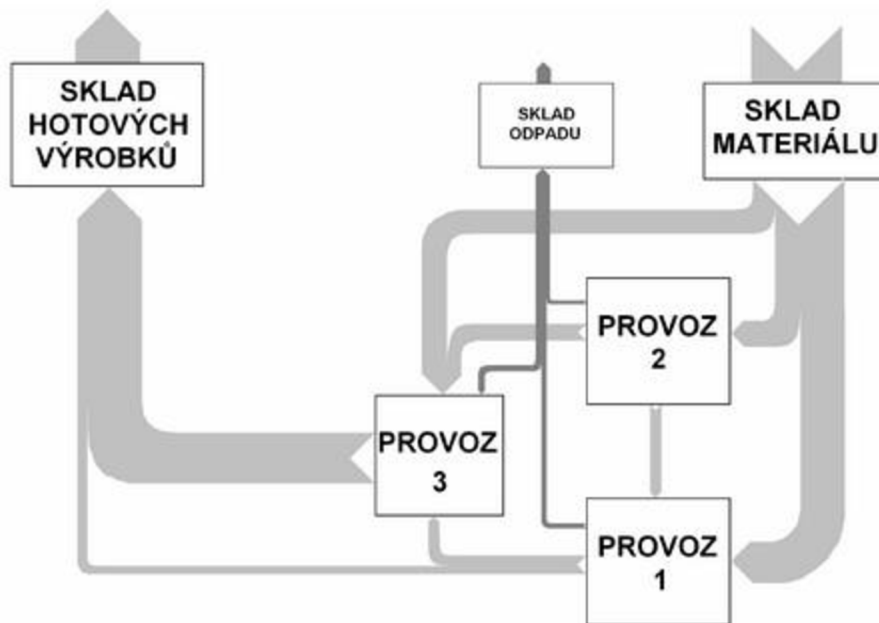 SKLAD
HOTOVÝCH
VÝROBKŮ
SKLAD
ODPADU
SKLAD
MATERIÁLU
PROVOZ
2
PROVOZ
3
PROVOZ
1